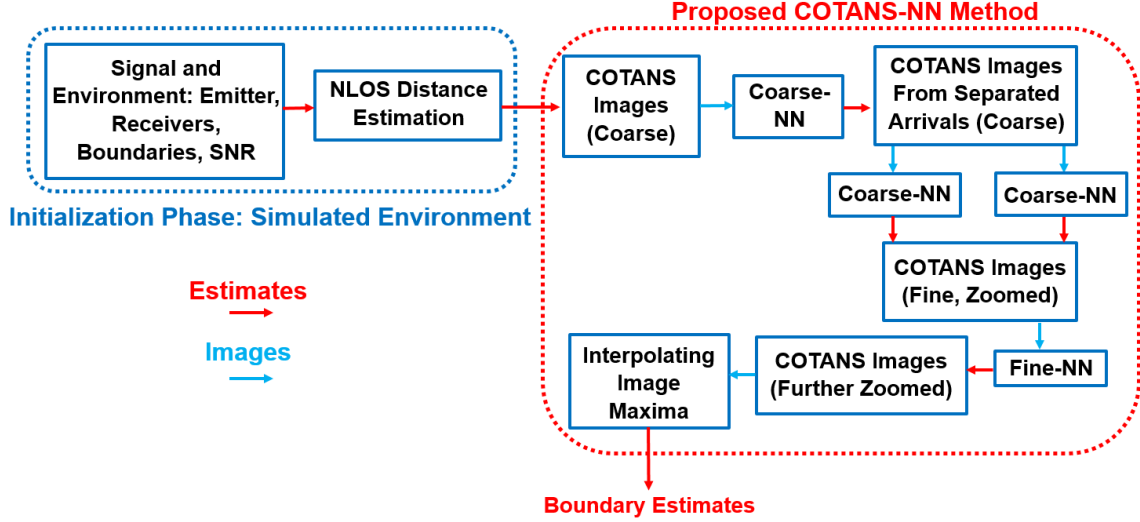 Proposed COTANS-NN Method
Signal and
Environment: Emitter,
Receivers,
Boundaries, SNR
NLOS Distance
Estimation
Initialization Phase: Simulated Environment
COTANS
Images
(Coarse)
Coarse-
NN
COTANS Images
From Separated
Arrivals (Coarse)
Coarse-NN
Coarse-NN
COTANS Images
(Fine, Zoomed)
Fine-NN
COTANS Images
(Further Zoomed)
Interpolating
Image
Maxima
Boundary Estimates
Estimates
Images